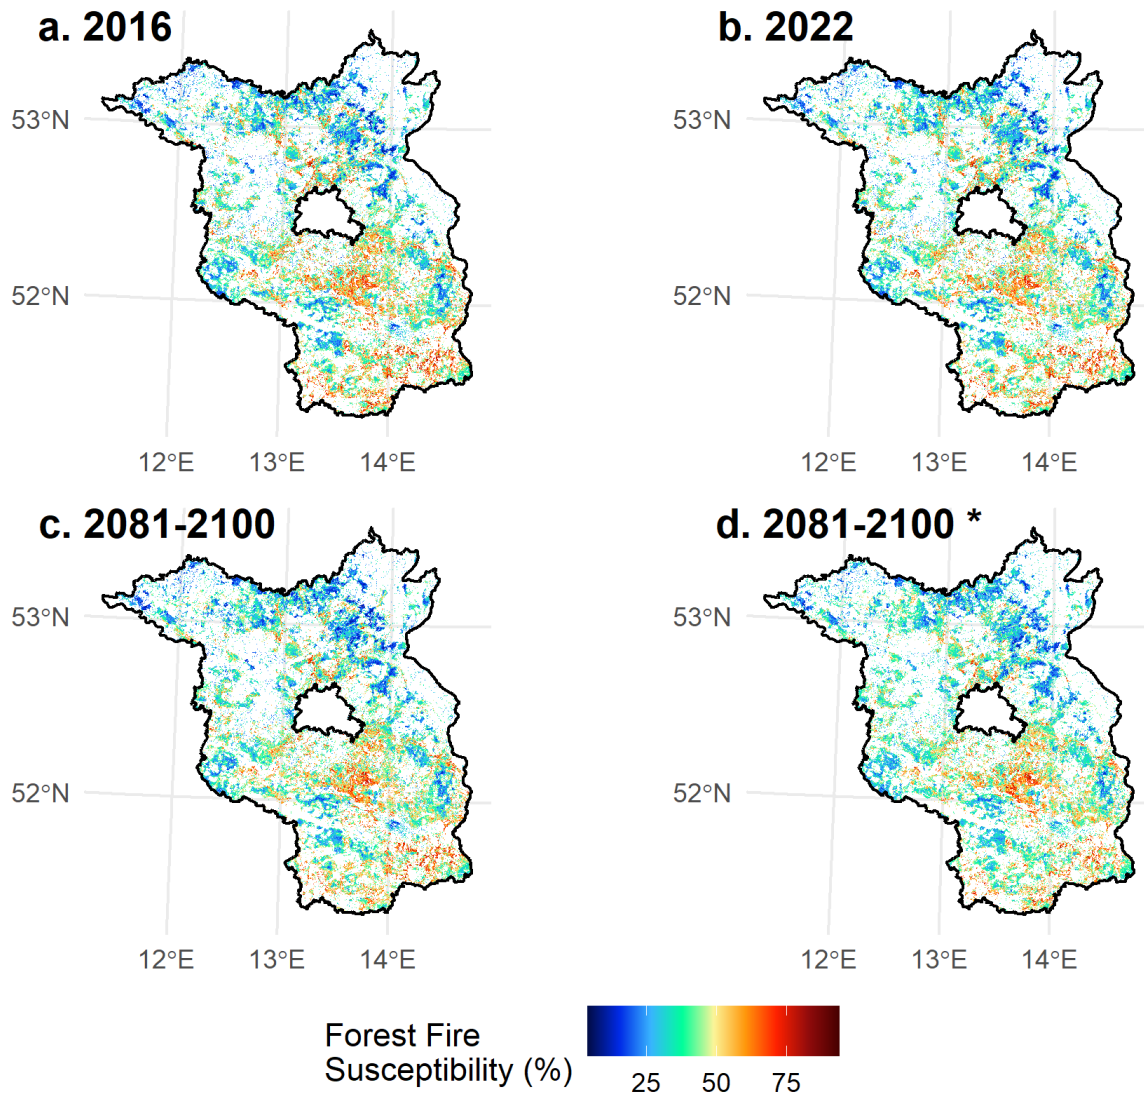 a. 2016
b. 2022
53°N
53°N
52°N
52°N
12°E 13°E 14°E
12°E 13°E 14°E
c. 2081-2100
d. 2081-2100 *
53°N
53°N
52°N
52°N
12°E 13°E 14°E
12°E 13°E 14°E
Forest Fire
Susceptibility (%)
25 50 75